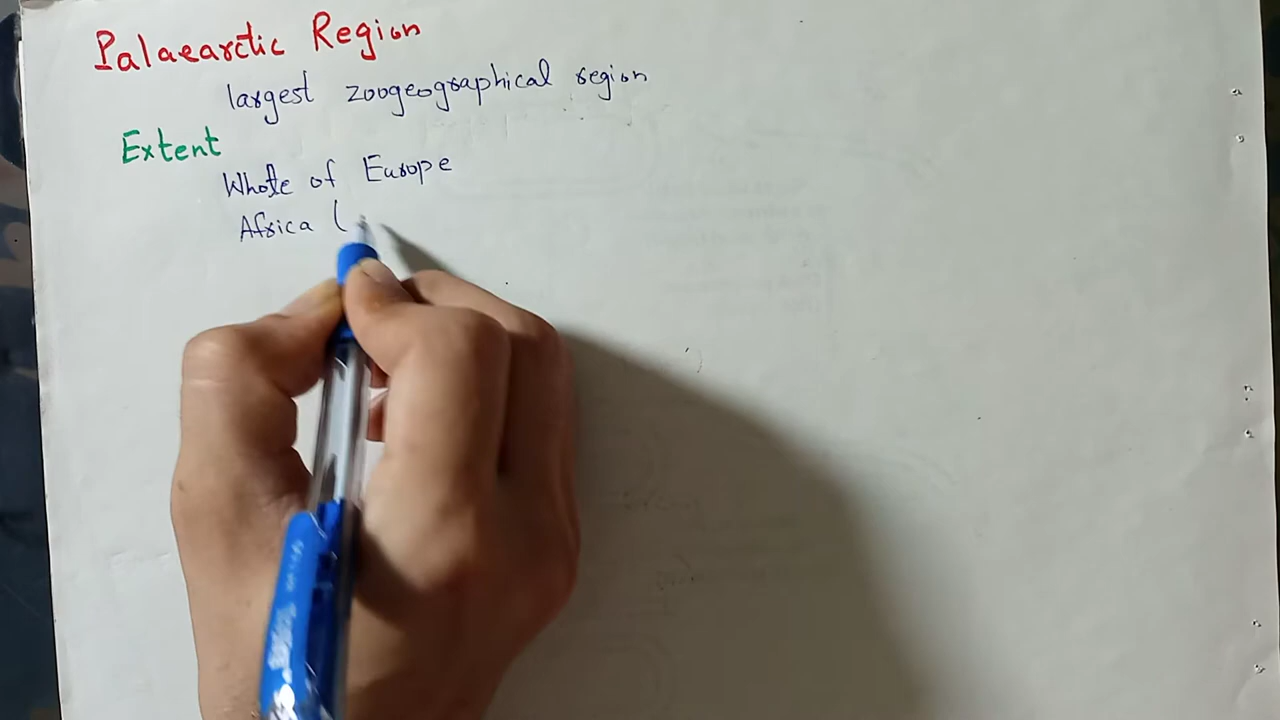 Palaearctic Region
largest zoogeographical region
Extent
Whole of Europe
Africa (